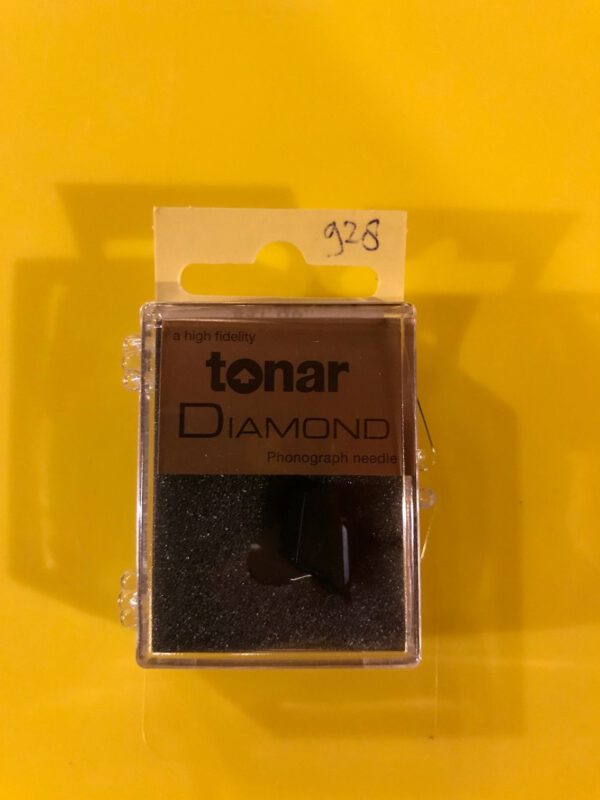 928
a high fidelity
tonar
DIAMOND
Phonograph needle